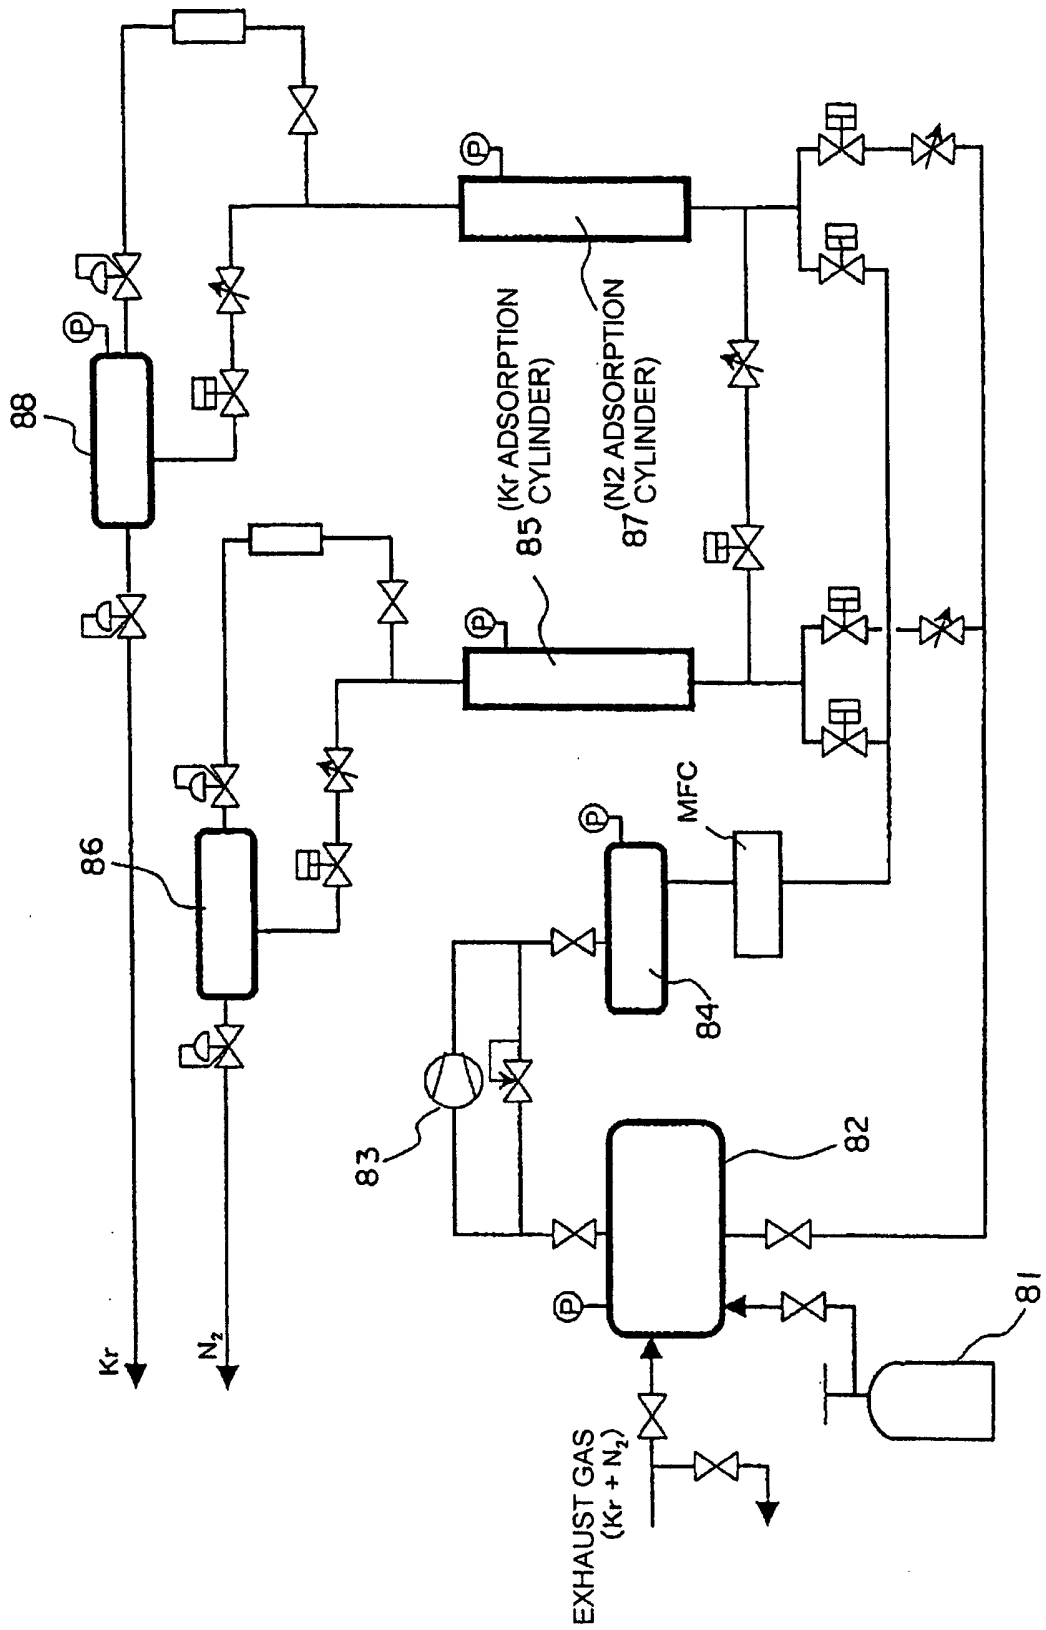 88
Kr
86
N₂
P
P
P
P
P
P
85 (Kr ADSORPTION
CYLINDER)
87 (N2 ADSORPTION
CYLINDER)
83
84
MFC
82
81
EXHAUST GAS
(Kr + N₂)